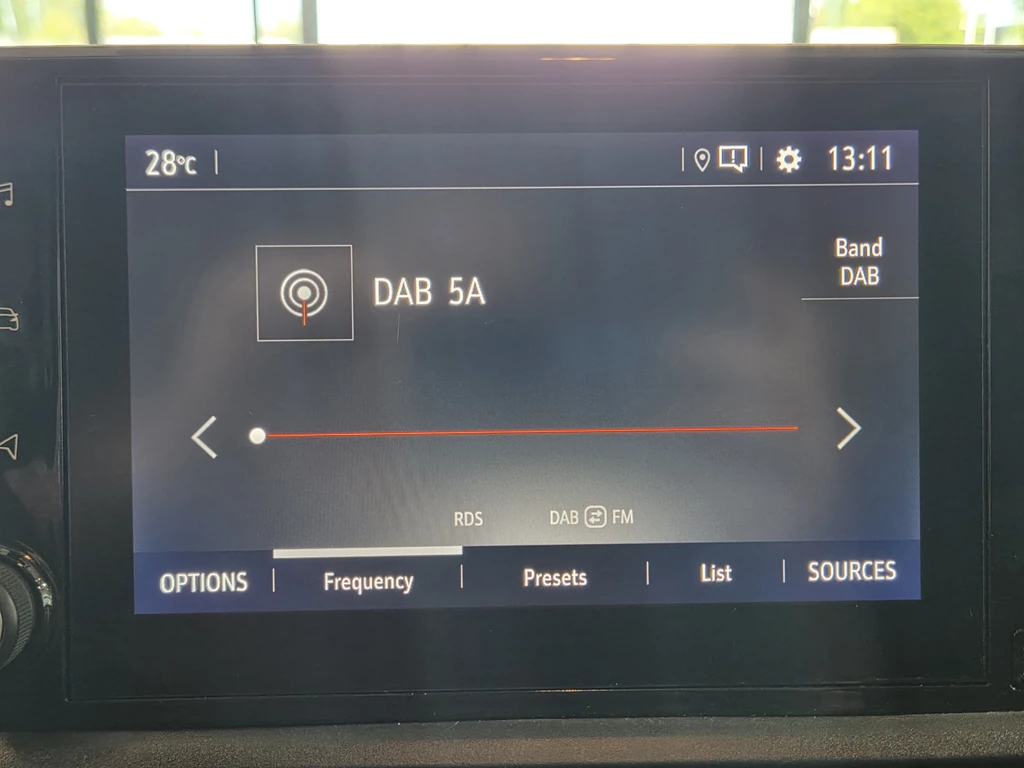 28°C
13:11
Band
DAB
DAB 5A
RDS
DAB FM
OPTIONS
Frequency
Presets
List
SOURCES